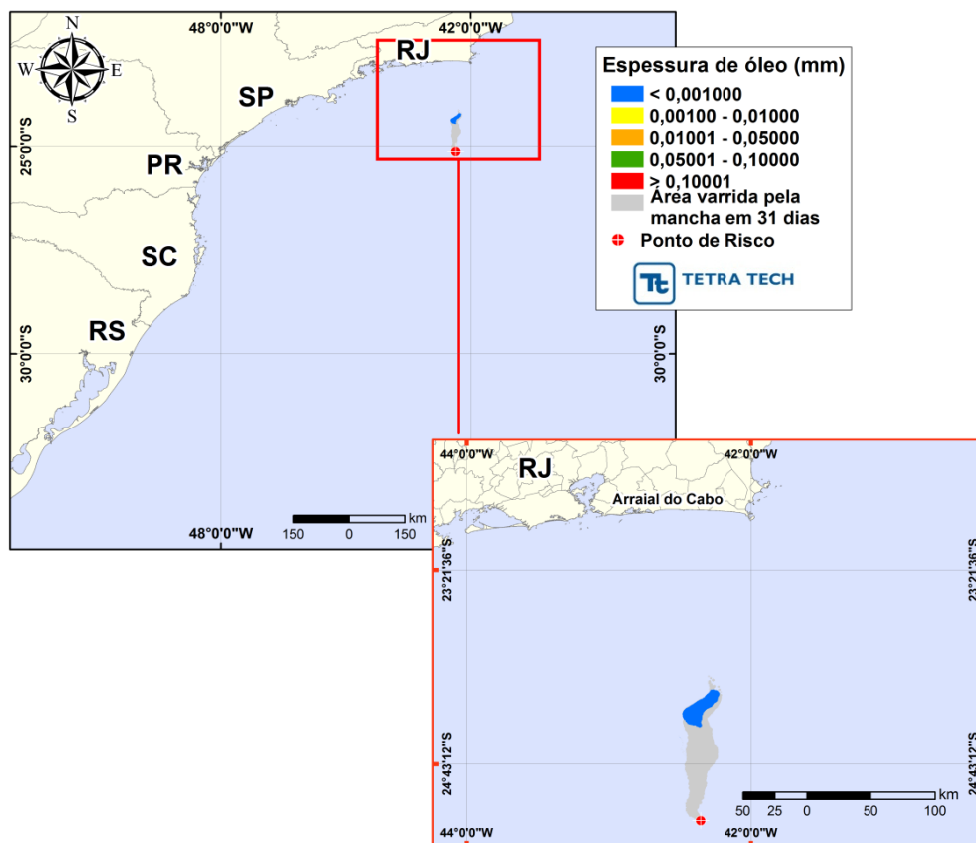 N
W E
S
48°0'0"W
42°0'0"W
RJ
SP
PR
SC
RS
25°0'0"S
25°0'0"S
30°0'0"S
30°0'0"S
48°0'0"W
km
150 0 150
Espessura de óleo (mm)
< 0,001000
0,00100 - 0,01000
0,01001 - 0,05000
0,05001 - 0,10000
> 0,10001
Área varrida pela
mancha em 31 dias
Ponto de Risco
Tt TETRA TECH
44°0'0"W
42°0'0"W
RJ
Arraial do Cabo
23°21'36"S
23°21'36"S
24°43'12"S
24°43'12"S
km
50 25 0 50 100
44°0'0"W
42°0'0"W